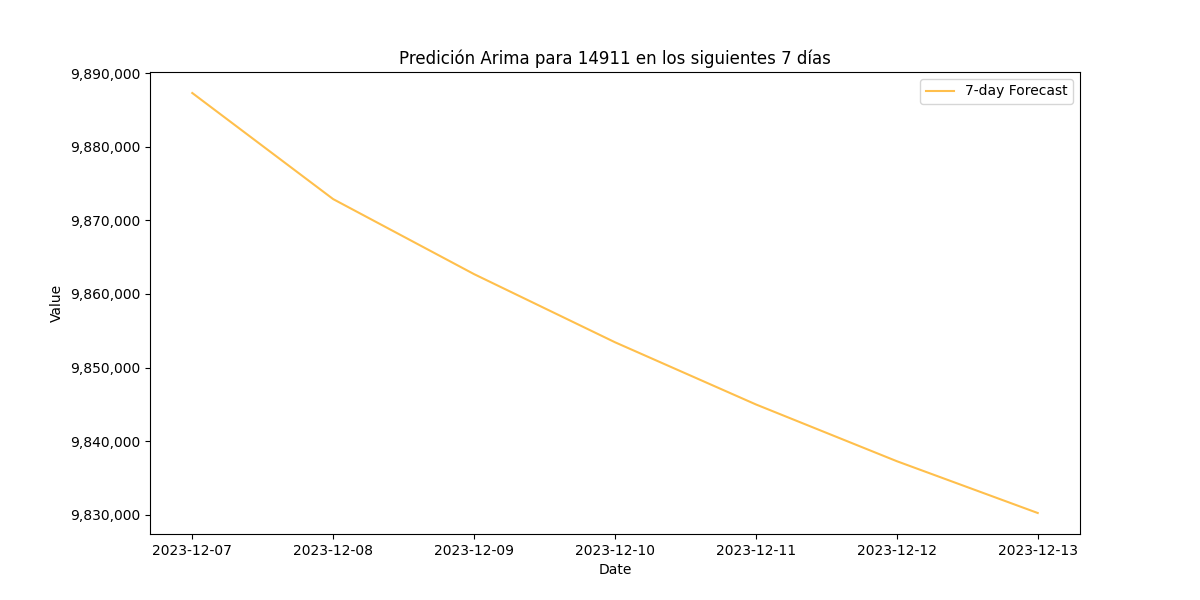 Predición Arima para 14911 en los siguientes 7 días
7-day Forecast
Value
9,890,000
9,880,000
9,870,000
9,860,000
9,850,000
9,840,000
9,830,000
2023-12-07 2023-12-08 2023-12-09 2023-12-10 2023-12-11 2023-12-12 2023-12-13
Date